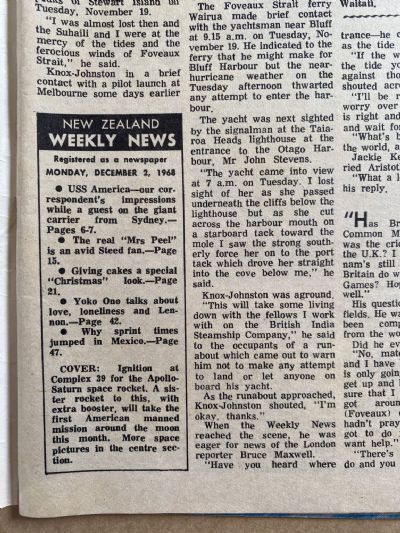 of Stewart Island on
Tuesday, November 19.
"I was almost lost then and
the Suhaili and I were at the
mercy of the tides and the
ferocious winds of Foveaux
Strait," he said.
Knox-Johnston in a brief
contact with a pilot launch at
Melbourne some days earlier
NEW ZEALAND
WEEKLY NEWS
Registered as a newspaper
MONDAY, DECEMBER 2, 1968
● USS America—our cor-
respondent's impressions
while a guest on the giant
carrier from Sydney.—
Pages 6-7.
● The real "Mrs Peel"
is an avid Steed fan.—Page
15.
● Giving cakes a special
"Christmas" look.—Page
21.
● Yoko Ono talks about
love, loneliness and Len-
non.—Page 42.
● Why sprint times
jumped in Mexico.—Page
47.
COVER: Ignition at
Complex 39 for the Apollo-
Saturn space rocket. A sis-
ter rocket to this, with
extra booster, will take the
first American manned
mission around the moon
this month. More space
pictures in the centre sec-
tion.
The Foveaux Strait ferry
Wairua made brief contact
with the yachtsman near Bluff
at 9.15 a.m. on Tuesday, No-
vember 19. He indicated to the
ferry that he might make for
Bluff Harbour but the near-
hurricane weather on the
Tuesday afternoon thwarted
any attempt to enter the har-
bour.
The yacht was next sighted
by the signalman at the Taia-
roa Heads lighthouse at the
entrance to the Otago Har-
bour, Mr John Stevens.
"The yacht came into view
at 7 a.m. on Tuesday. I lost
sight of her as she passed
underneath the cliffs below the
lighthouse but as she cut
across the harbour mouth on
a starboard tack toward the
mole I saw the strong south-
erly force her on to the port
tack which drove her straight
into the cove below me," he
said.
Knox-Johnston was aground.
"This will take some living
down with the fellows I work
with on the British India
Steamship Company," he said
to the occupants of a run-
about which came out to warn
him not to make any attempt
to land or let anyone on
board his yacht.
As the runabout approached,
Knox-Johnston shouted, "I'm
okay, thanks."
When the Weekly News
reached the scene, he was
eager for news of the London
reporter Bruce Maxwell.
"Have you heard where
Waitati,
trance—he
as the tide
"If the w
the tide yo
against tho
shouted acr
"I'll be r
worry over
is right and
and wait for
"What's
the world, a
Jackie Ke
ried Aristot
"What a l
his reply.
"Has Br
Common M
was the cric
the U.K.? I
nam's still
Britain do w
Games? Ho
well."
His questio
fields. He wa
been comp
from the wo
Did he ev
"No, mat
and I have
is only goin
get up and l
sure that I
got aroun
(Foveaux)
hadn't pray
got to do
want help."
"There's
do and you